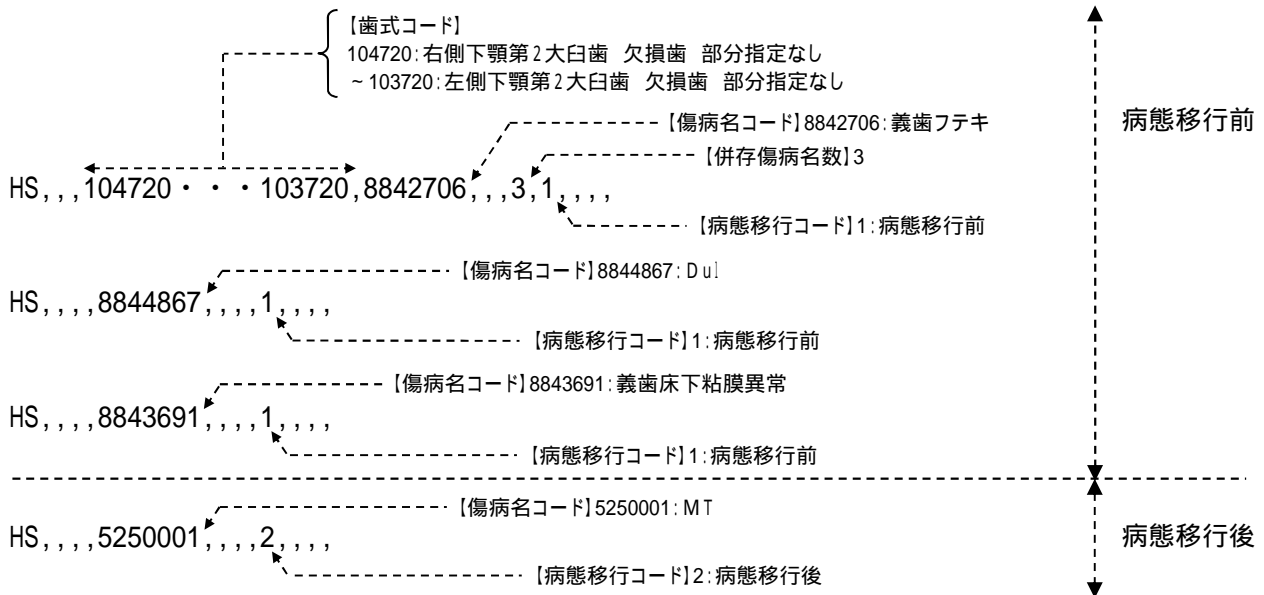 【歯式コード】
104720:右側下顎第2大臼歯 欠損歯 部分指定なし
~103720:左側下顎第2大臼歯 欠損歯 部分指定なし
病態移行前
【傷病名コード】8842706:義歯フテキ
【併存傷病名数】3
HS,,,104720・・・103720,8842706,,,3,1,,,,
【病態移行コード】1:病態移行前
【傷病名コード】8844867:Dul
HS,,,,8844867,,,,1,,,,
【病態移行コード】1:病態移行前
【傷病名コード】8843691:義歯床下粘膜異常
HS,,,,8843691,,,,1,,,,
【病態移行コード】1:病態移行前
【傷病名コード】5250001:MT
HS,,,,5250001,,,,2,,,,
病態移行後
【病態移行コード】2:病態移行後